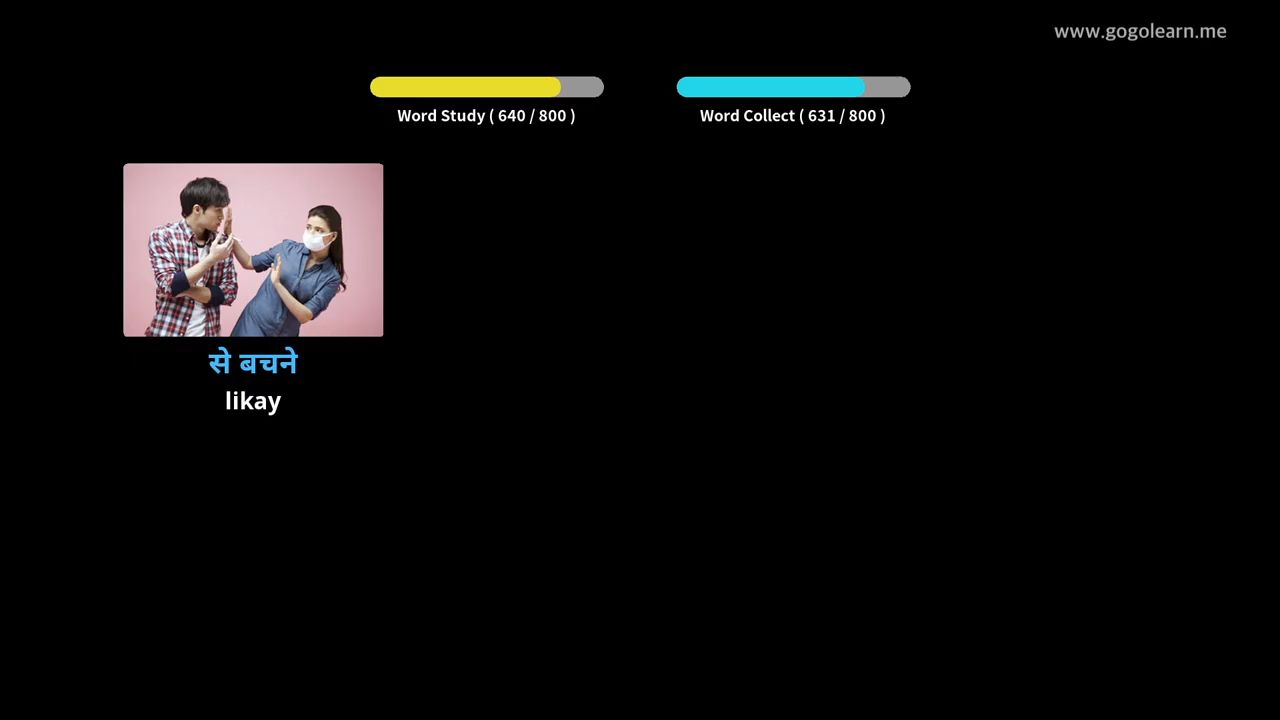 www.gogolearn.me
Word Study ( 640 / 800 )
Word Collect ( 631 / 800 )
से बचने
likay